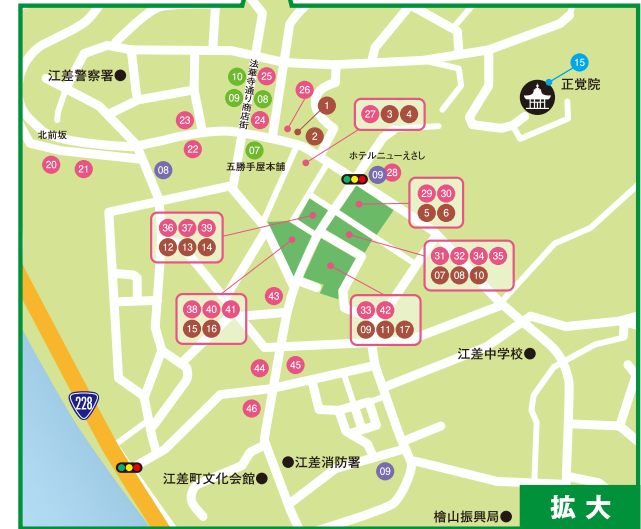 15
正覚院
江差警察署
10
25
法華寺通り商店街
09
08
24
26
1
2
27 3 4
23
北前坂
22
07
五勝手屋本舗
20
21
08
ホテルニューえさし
09
28
29 30
5 6
36 37 39
12 13 14
31 32 34 35
07 08 10
38 40 41
15 16
43
33 42
09 11 17
44
45
江差中学校
228
46
江差消防署
09
江差町文化会館
檜山振興局
拡大